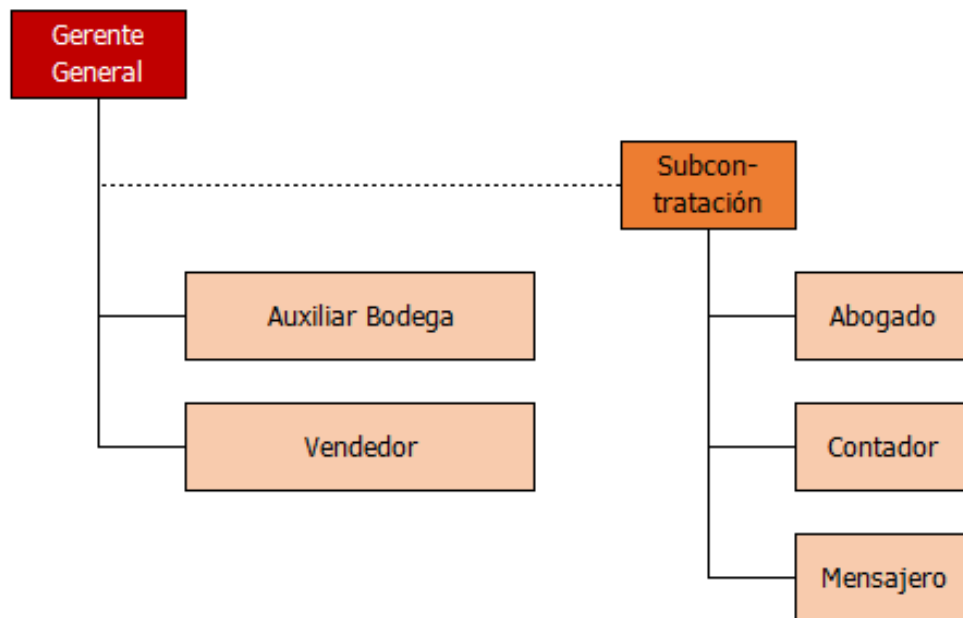 Gerente
General
Subcon-
tratación
Auxiliar Bodega
Abogado
Vendedor
Contador
Mensajero